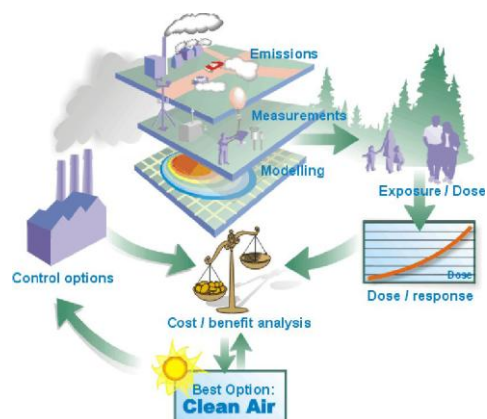 Emissions
Measurements
Modelling
Exposure / Dose
Control options
Dose
Dose / response
Cost / benefit analysis
Best Option:
Clean Air